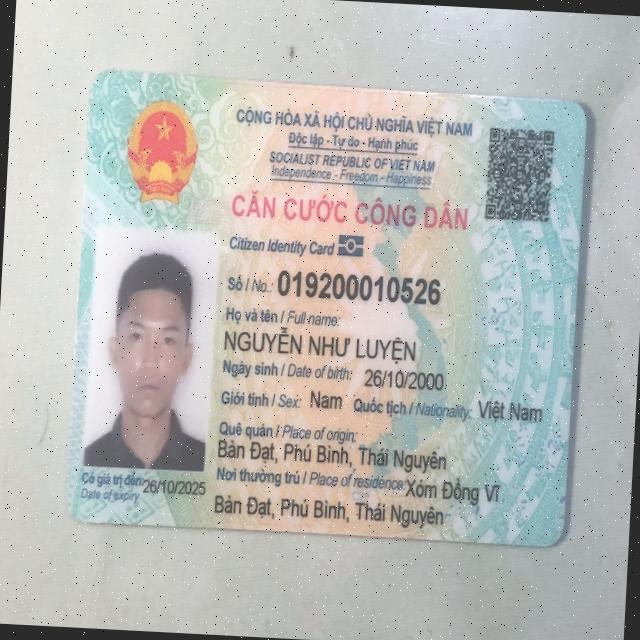 CỘNG HÒA XÃ HỘI CHỦ NGHĨA VIỆT NAM
Độc lập - Tự do - Hạnh phúc
SOCIALIST REPUBLIC OF VIET NAM
Independence - Freedom - Happiness
CĂN CƯỚC CÔNG DÂN
Citizen Identity Card
Số / No.: 019200010526
Họ và tên / Full name:
NGUYỄN NHƯ LUYỆN
Ngày sinh / Date of birth: 26/10/2000
Giới tính / Sex: Nam Quốc tịch / Nationality: Việt Nam
Quê quán / Place of origin:
Bàn Đạt, Phú Bình, Thái Nguyên
Nơi thường trú / Place of residence: Xóm Đồng Vĩ
Bàn Đạt, Phú Bình, Thái Nguyên
Có giá trị đến: 26/10/2025
Date of expiry